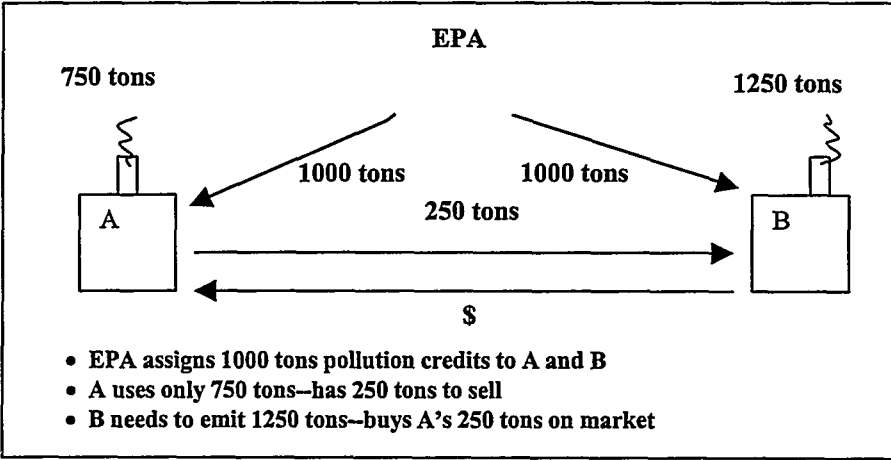 EPA
750 tons
1250 tons
1000 tons
1000 tons
A
250 tons
B
$
• EPA assigns 1000 tons pollution credits to A and B
• A uses only 750 tons--has 250 tons to sell
• B needs to emit 1250 tons--buys A's 250 tons on market